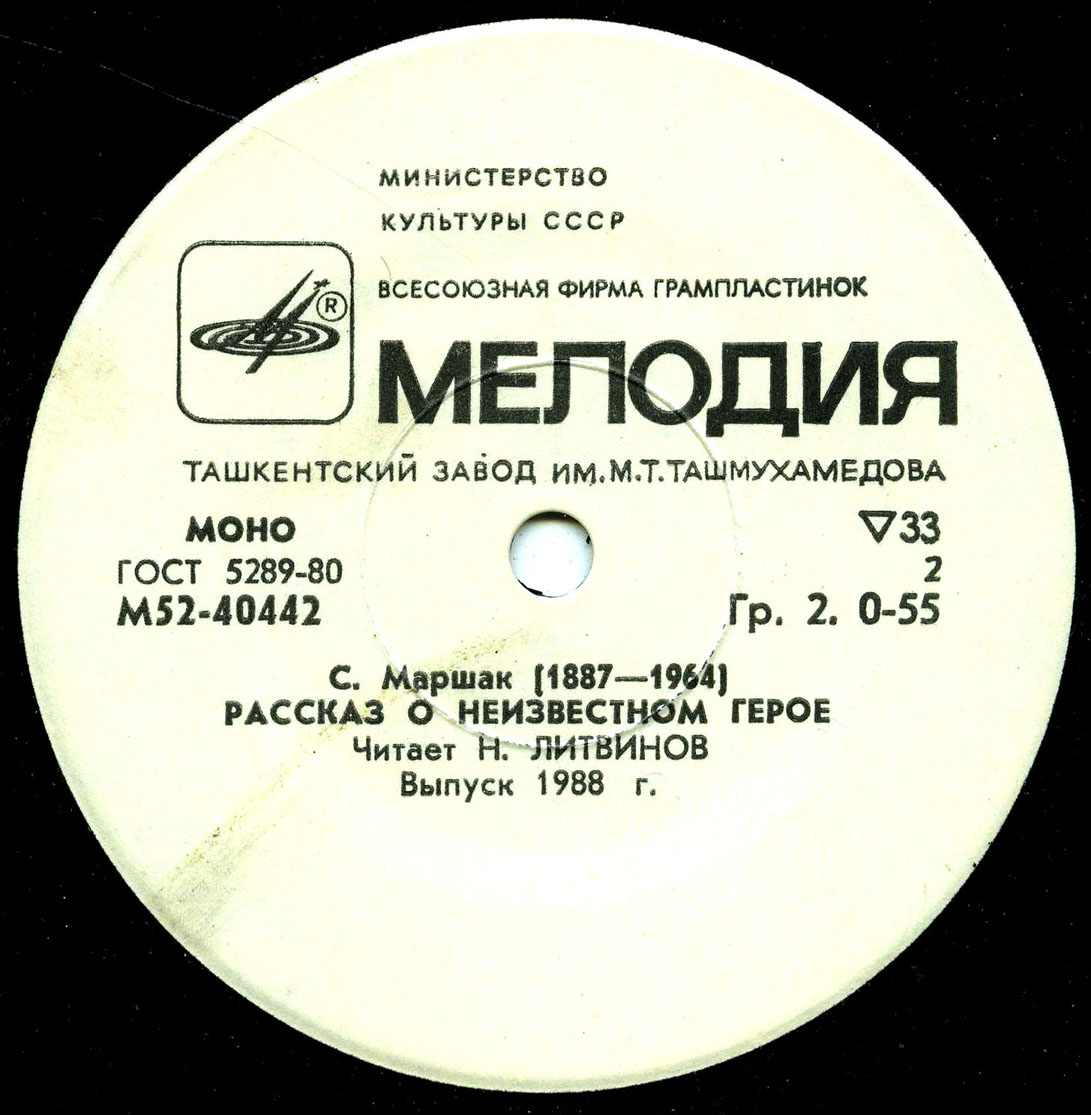 МИНИСТЕРСТВО
КУЛЬТУРЫ СССР
ВСЕСОЮЗНАЯ ФИРМА ГРАМПЛАСТИНОК
®
МЕЛОДИЯ
ТАШКЕНТСКИЙ ЗАВОД ИМ.М.Т.ТАШМУХАМЕДОВА
МОНО
▽33
ГОСТ 5289-80
2
М52-40442
Гр. 2. 0-55
С. Маршак (1887—1964)
РАССКАЗ О НЕИЗВЕСТНОМ ГЕРОЕ
Читает Н. ЛИТВИНОВ
Выпуск 1988 г.